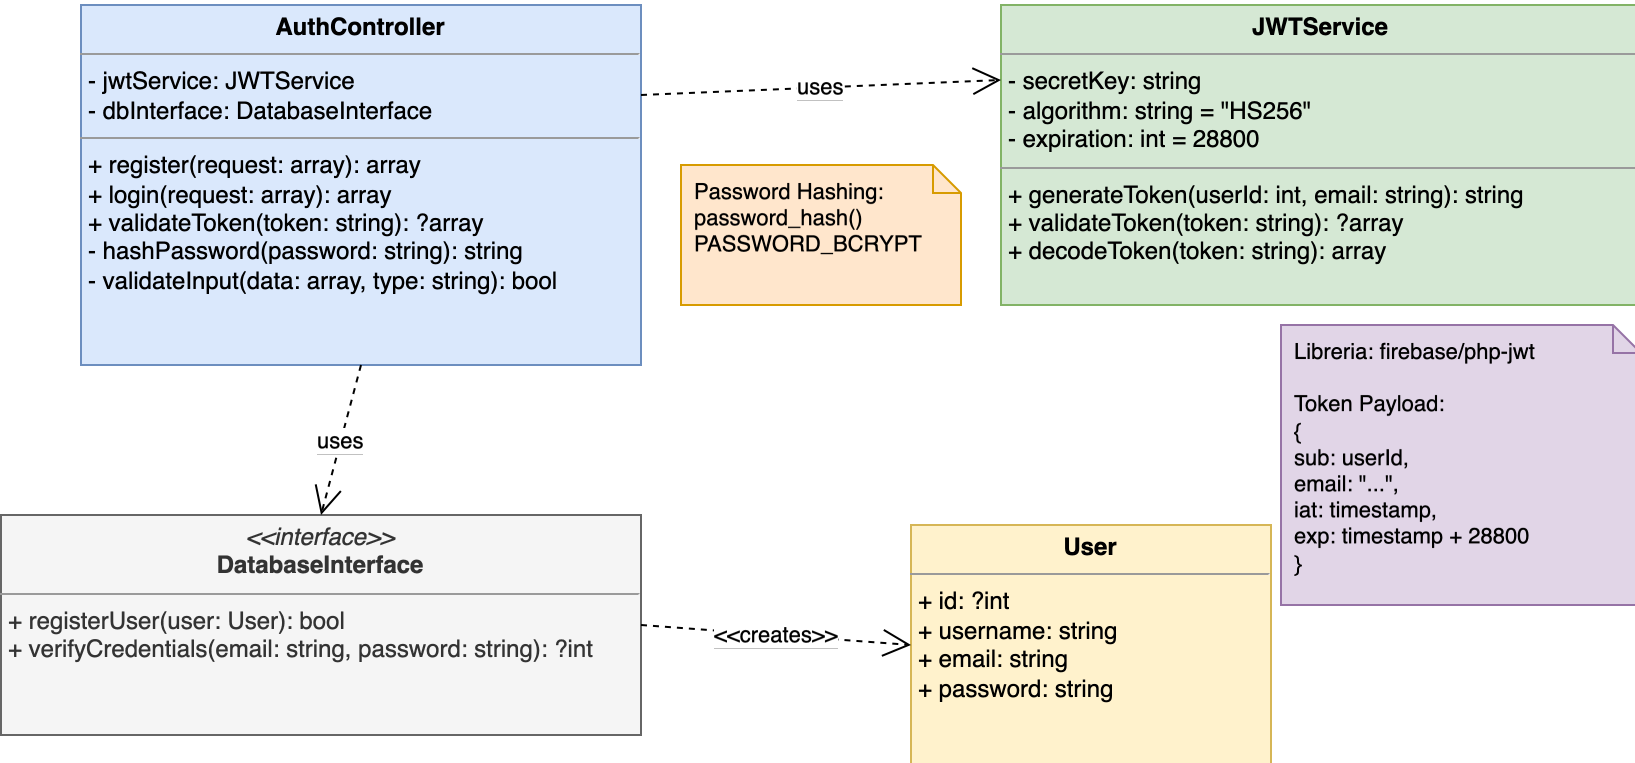 AuthController
- jwtService: JWTService
- dbInterface: DatabaseInterface
+ register(request: array): array
+ login(request: array): array
+ validateToken(token: string): ?array
- hashPassword(password: string): string
- validateInput(data: array, type: string): bool
uses
JWTService
- secretKey: string
- algorithm: string = "HS256"
- expiration: int = 28800
+ generateToken(userId: int, email: string): string
+ validateToken(token: string): ?array
+ decodeToken(token: string): array
Password Hashing:
password_hash()
PASSWORD_BCRYPT
Libreria: firebase/php-jwt
Token Payload:
{
sub: userId,
email: "...",
iat: timestamp,
exp: timestamp + 28800
}
uses
<<interface>>
DatabaseInterface
+ registerUser(user: User): bool
+ verifyCredentials(email: string, password: string): ?int
<<creates>>
User
+ id: ?int
+ username: string
+ email: string
+ password: string